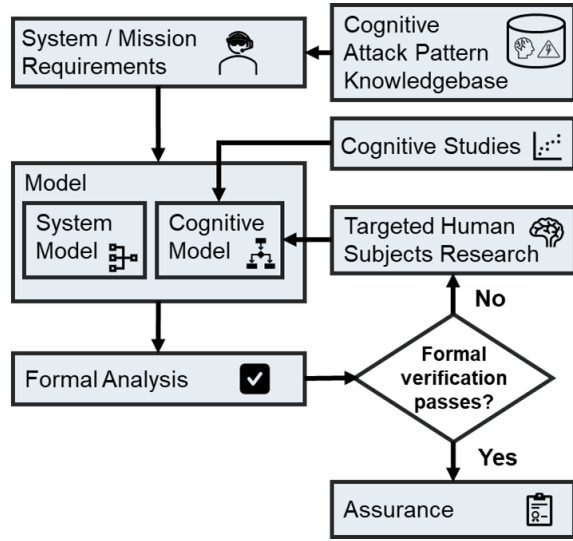 System / Mission
Requirements
Cognitive
Attack Pattern
Knowledgebase
Cognitive Studies
Model
System
Model
Cognitive
Model
Targeted Human
Subjects Research
No
Formal Analysis
Formal
verification
passes?
Yes
Assurance